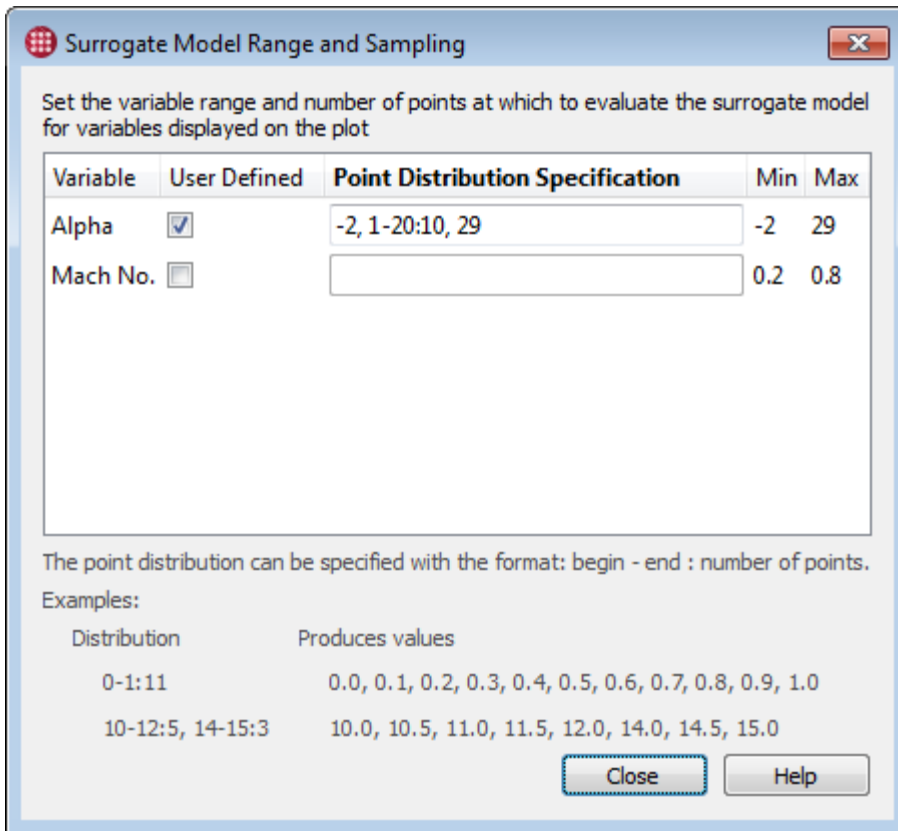 Surrogate Model Range and Sampling
Set the variable range and number of points at which to evaluate the surrogate model
for variables displayed on the plot
Variable User Defined Point Distribution Specification Min Max
Alpha -2, 1-20:10, 29 -2 29
Mach No. 0.2 0.8
The point distribution can be specified with the format: begin - end : number of points.
Examples:
Distribution Produces values
0-1:11 0.0, 0.1, 0.2, 0.3, 0.4, 0.5, 0.6, 0.7, 0.8, 0.9, 1.0
10-12:5, 14-15:3 10.0, 10.5, 11.0, 11.5, 12.0, 14.0, 14.5, 15.0
Close Help